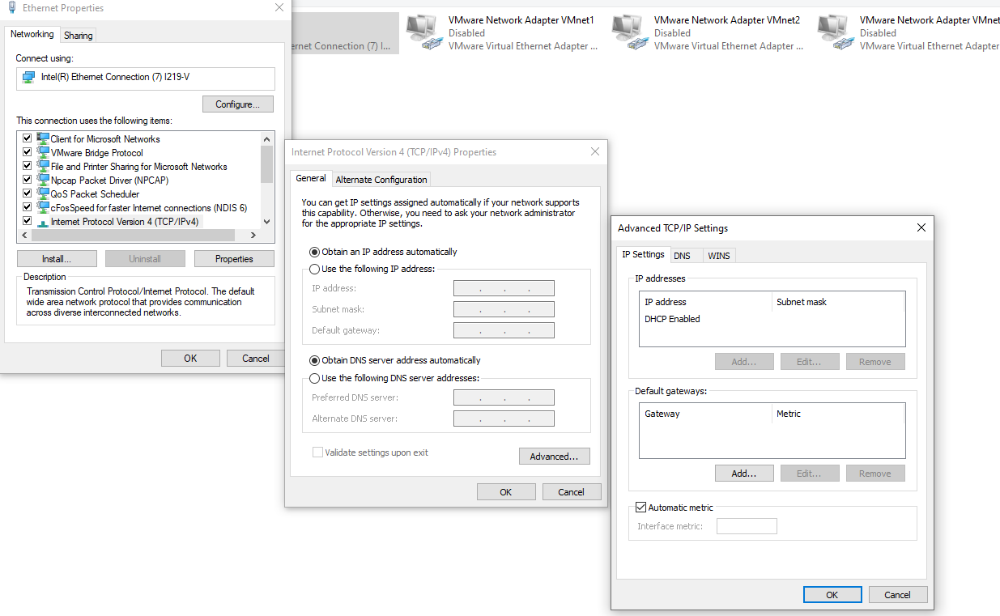 Ethernet Properties
Networking
Sharing
Connect using:
Intel(R) Ethernet Connection (7) I219-V
Configure...
This connection uses the following items:
Client for Microsoft Networks
VMware Bridge Protocol
File and Printer Sharing for Microsoft Networks
Npcap Packet Driver (NPCAP)
QoS Packet Scheduler
cFosSpeed for faster Internet connections (NDIS 6)
Internet Protocol Version 4 (TCP/IPv4)
Install...
Uninstall
Properties
Description
Transmission Control Protocol/Internet Protocol. The default
wide area network protocol that provides communication
across diverse interconnected networks.
OK
Cancel
ernet Connection (7) I...
VMware Network Adapter VMnet1
Disabled
VMware Virtual Ethernet Adapter ...
VMware Network Adapter VMnet2
Disabled
VMware Virtual Ethernet Adapter ...
VMware Network Adapter VMnet
Disabled
VMware Virtual Ethernet Adapter
Internet Protocol Version 4 (TCP/IPv4) Properties
General
Alternate Configuration
You can get IP settings assigned automatically if your network supports
this capability. Otherwise, you need to ask your network administrator
for the appropriate IP settings.
Obtain an IP address automatically
Use the following IP address:
IP address:
Subnet mask:
Default gateway:
Obtain DNS server address automatically
Use the following DNS server addresses:
Preferred DNS server:
Alternate DNS server:
Validate settings upon exit
Advanced...
OK
Cancel
Advanced TCP/IP Settings
IP Settings
DNS
WINS
IP addresses
IP address
Subnet mask
DHCP Enabled
Add...
Edit...
Remove
Default gateways:
Gateway
Metric
Add...
Edit...
Remove
Automatic metric
Interface metric:
OK
Cancel